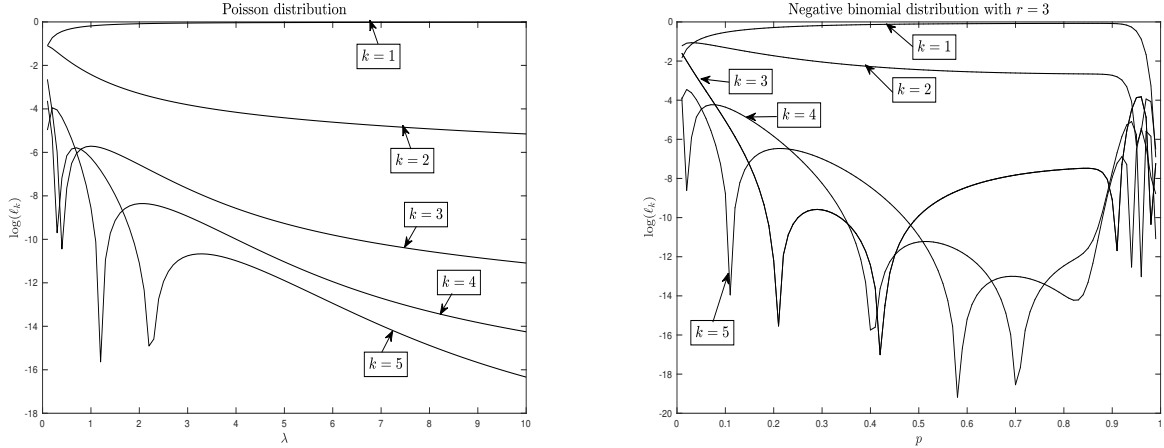 Poisson distribution
0
-2
-4
-6
-8
-10
-12
-14
-16
-18
log(ℓ_k)
k = 1
k = 2
k = 3
k = 4
k = 5
0 1 2 3 4 5 6 7 8 9 10
λ
Negative binomial distribution with r = 3
0
-2
-4
-6
-8
-10
-12
-14
-16
-18
-20
log(ℓ_k)
k = 1
k = 2
k = 3
k = 4
k = 5
0 0.1 0.2 0.3 0.4 0.5 0.6 0.7 0.8 0.9 1
p